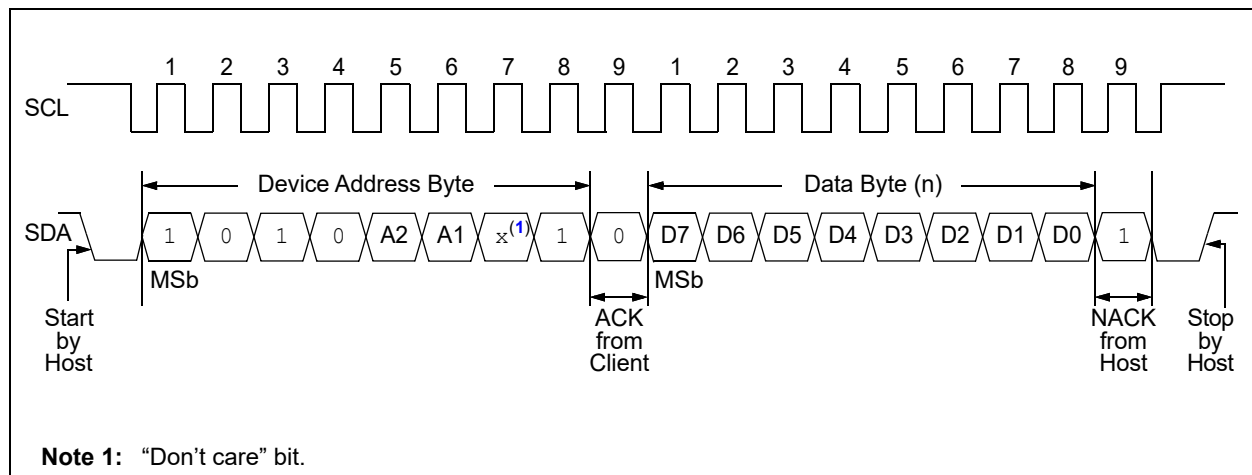 1 2 3 4 5 6 7 8 9 1 2 3 4 5 6 7 8 9
SCL
Device Address Byte Data Byte (n)
SDA 1 0 1 0 A2 A1 x(1) 1 0 D7 D6 D5 D4 D3 D2 D1 D0 1
MSb MSb
Start by Host
ACK from Client
NACK from Host
Stop by Host
Note 1: “Don’t care” bit.